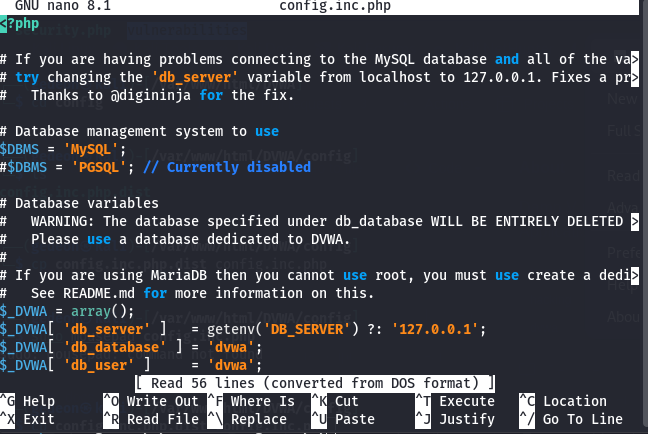 GNU nano 8.1 config.inc.php
<?php
# If you are having problems connecting to the MySQL database and all of the va>
# try changing the 'db_server' variable from localhost to 127.0.0.1. Fixes a pr>
#   Thanks to @digininja for the fix.
# Database management system to use
$DBMS = 'MySQL';
#$DBMS = 'PGSQL'; // Currently disabled
# Database variables
#   WARNING: The database specified under db_database WILL BE ENTIRELY DELETED >
#   Please use a database dedicated to DVWA.
#
# If you are using MariaDB then you cannot use root, you must use create a dedi>
#   See README.md for more information on this.
$_DVWA = array();
$_DVWA[ 'db_server' ]   = getenv('DB_SERVER') ?: '127.0.0.1';
$_DVWA[ 'db_database' ] = 'dvwa';
$_DVWA[ 'db_user' ]     = 'dvwa';
[ Read 56 lines (converted from DOS format) ]
^G Help ^O Write Out ^F Where Is ^K Cut ^T Execute ^C Location
^X Exit ^R Read File ^\ Replace ^U Paste ^J Justify ^/ Go To Line